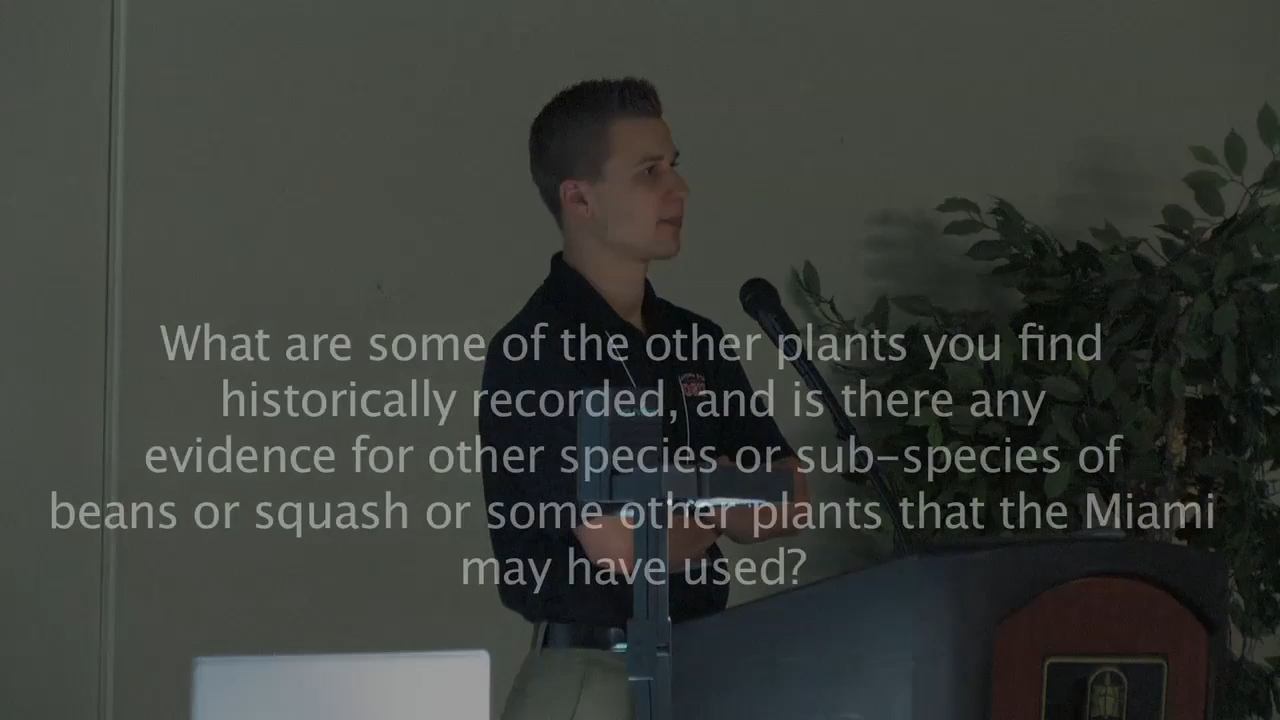 What are some of the other plants you find
historically recorded, and is there any
evidence for other species or sub-species of
beans or squash or some other plants that the Miami
may have used?